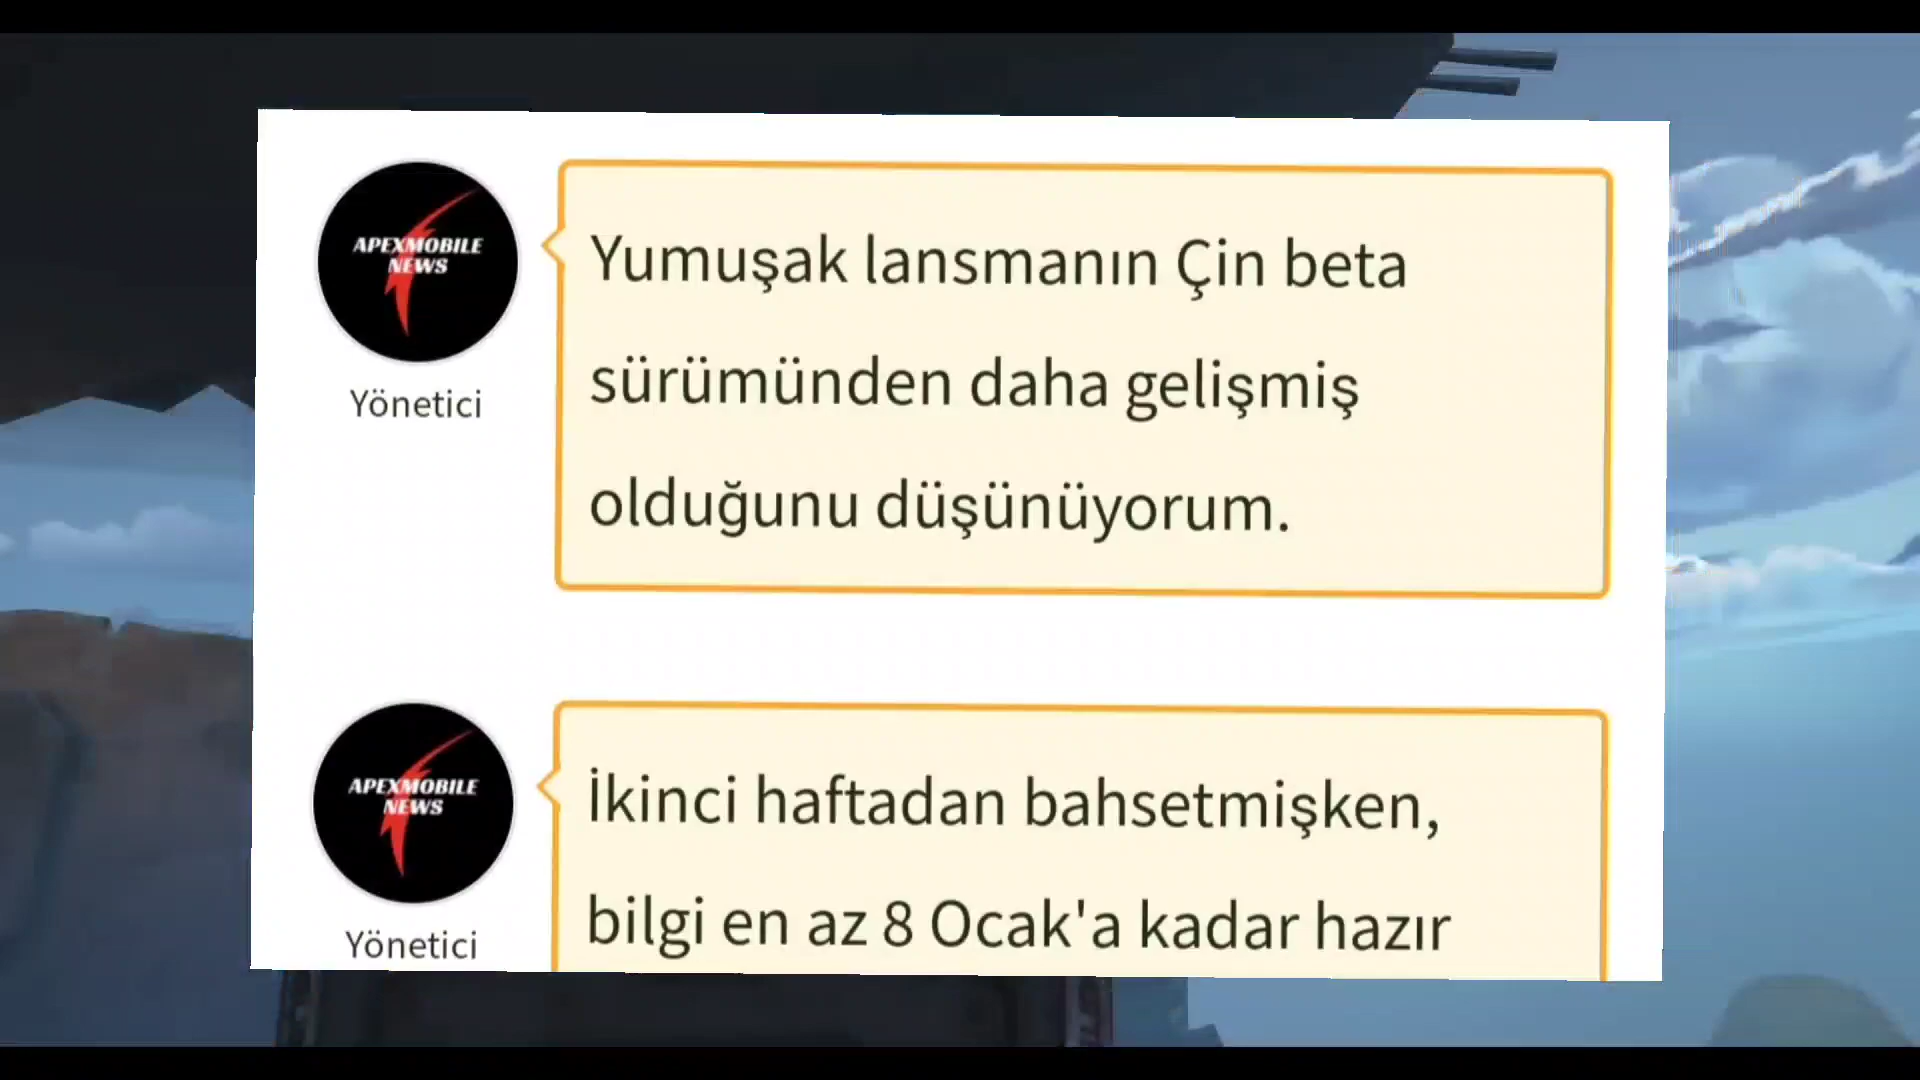 APEXMOBILE
NEWS
Yönetici
Yumuşak lansmanın Çin beta
sürümünden daha gelişmiş
olduğunu düşünüyorum.
APEXMOBILE
NEWS
Yönetici
İkinci haftadan bahsetmişken,
bilgi en az 8 Ocak'a kadar hazır